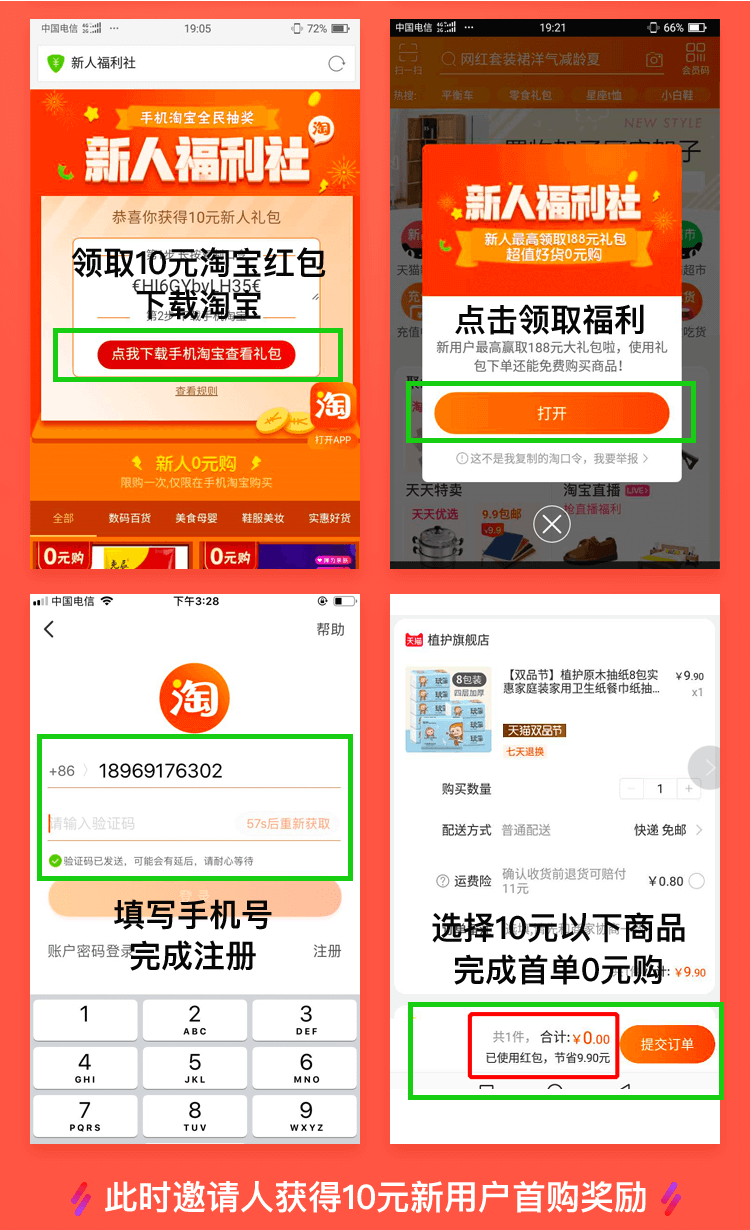 中国电信
19:05
72%
新人福利社
手机淘宝全民抽奖
淘
新人福利社
恭喜你获得10元新人礼包
领取10元淘宝红包
€HI6GYbvLH35€
下载淘宝
点我下载手机淘宝查看礼包
查看规则
淘
打开APP
新人0元购
限购一次,仅限在手机淘宝购买
全部
数码百货
美食母婴
鞋服美妆
实惠好货
0元购
0元购
中国电信
19:21
66%
网红套装裙洋气减龄夏
扫一扫
会员码
热搜:
平衡车
零食礼包
星座t恤
小白鞋
NEW STYLE
新人福利社
新人最高领取188元礼包
超值好货0元购
点击领取福利
新用户最高赢取188元大礼包啦，使用礼
包下单还能免费购买商品！
打开
这不是我复制的淘口令，我要举报
天天特卖
淘宝直播
LIVE
天天优选
9.9包邮
抢直播福利
¥9.9
中国电信
下午3:28
帮助
淘
+86
18969176302
请输入验证码
57s后重新获取
验证码已发送，可能会有延后，请耐心等待
填写手机号
账户密码登录
完成注册
注册
1
2
ABC
3
DEF
4
GHI
5
JKL
6
MNO
7
PQRS
8
TUV
9
WXYZ
天猫 植护旗舰店
8包装
四层加厚
【双品节】植护原木抽纸8包实
惠家庭装家用卫生纸餐巾纸抽...
¥9.90
x1
天猫双品节
七天退换
购买数量
1
配送方式
普通配送
快递 免邮
运费险
确认收货前退货可赔付
11元
¥0.80
选择10元以下商品
完成首单0元购
¥9.90
共1件，
合计:¥0.00
已使用红包，节省9.90元
提交订单
此时邀请人获得10元新用户首购奖励